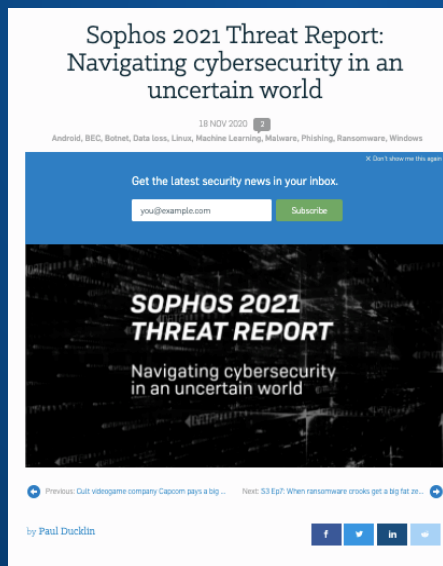 Sophos 2021 Threat Report:
Navigating cybersecurity in an
uncertain world
18 NOV 2020 2
Android, BEC, Botnet, Data loss, Linux, Machine Learning, Malware, Phishing, Ransomware, Windows
✕ Don't show me this again
Get the latest security news in your inbox.
you@example.com Subscribe
SOPHOS 2021
THREAT REPORT
Navigating cybersecurity
in an uncertain world
Previous: Cult videogame company Capcom pays a big ... Next: S3 Ep7: When ransomware crooks get a big fat ze...
by Paul Ducklin
f in